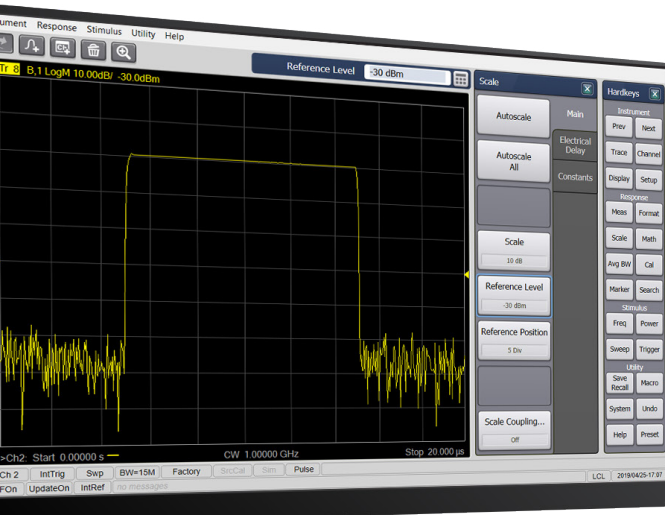 Response Stimulus Utility Help
Tr 8 B,1 LogM 10.00dB/ -30.0dBm
Reference Level -30 dBm
Scale
Autoscale
Autoscale
All
Scale
10 dB
Reference Level
-30 dBm
Reference Position
5 Div
Scale Coupling...
Off
Main
Electrical
Delay
Constants
Hardkeys
Instrument
Prev Next
Trace Channel
Display Setup
Response
Meas Format
Scale Math
Avg BW Cal
Marker Search
Stimulus
Freq Power
Sweep Trigger
Utility
Save
Recall Macro
System Undo
Help Preset
>Ch2: Start 0.00000 s CW 1.00000 GHz Stop 20.000 µs
Ch 2 IntTrig Swp BW=15M Factory SrcCal Sim Pulse
UpdateOn IntRef no messages
LCL 2019/04/25-17:07